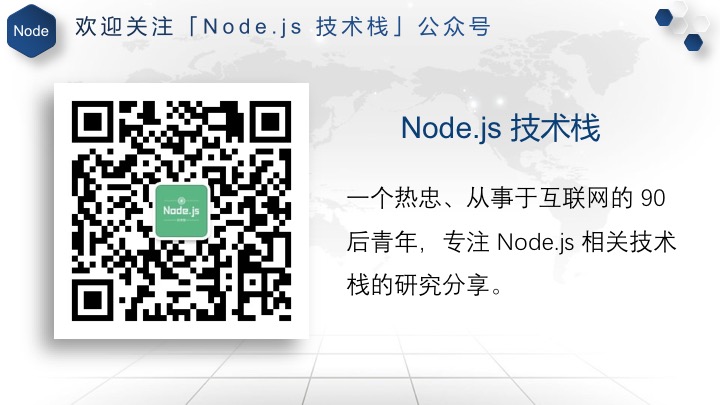 Node
欢迎关注「Node.js 技术栈」公众号
Node.js 技术栈
Node.js
一个热忠、从事于互联网的 90
后青年，专注 Node.js 相关技术
栈的研究分享。